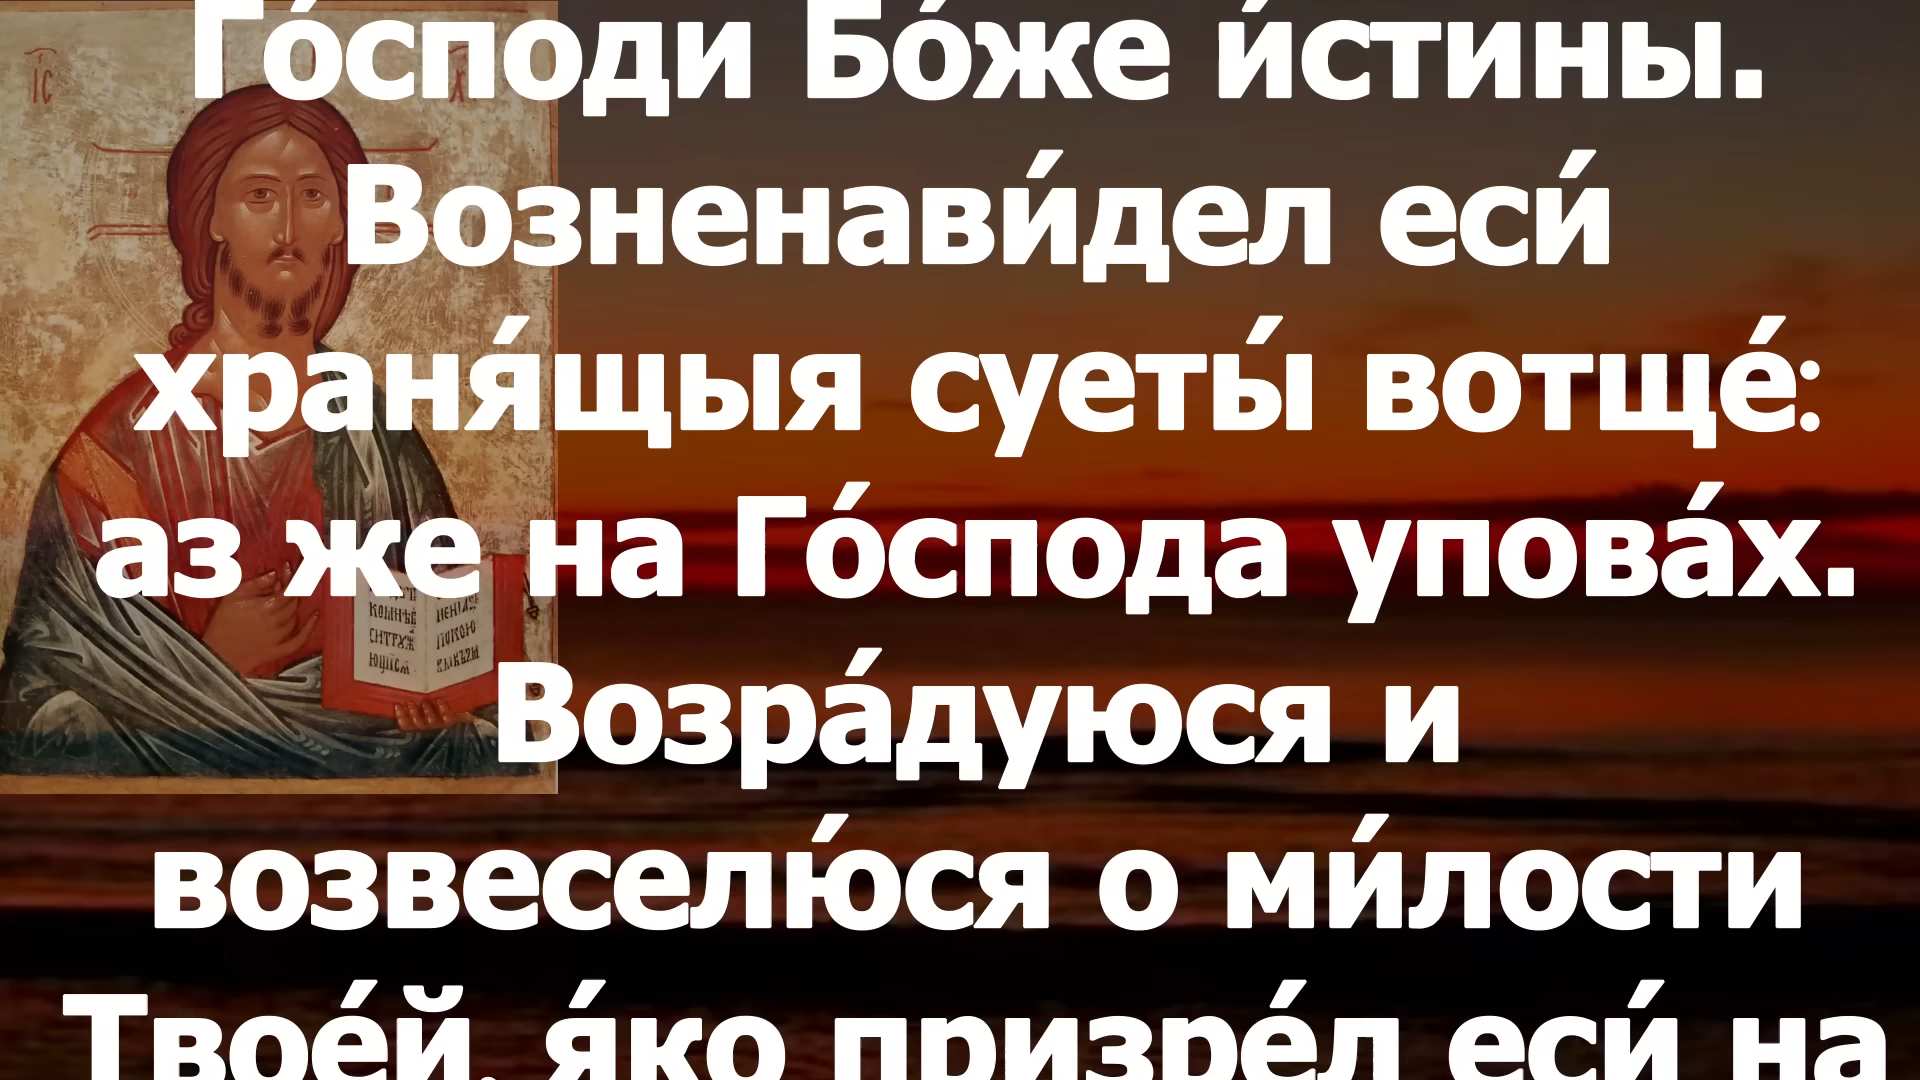 Го́споди Бо́же и́стины.
Возненави́дел еси́
храня́щыя суеты́ вотще́:
аз же на Го́спода упова́х.
Возра́дуюся и
возвеселю́ся о ми́лости
Твое́й, я́ко призре́л еси́ на